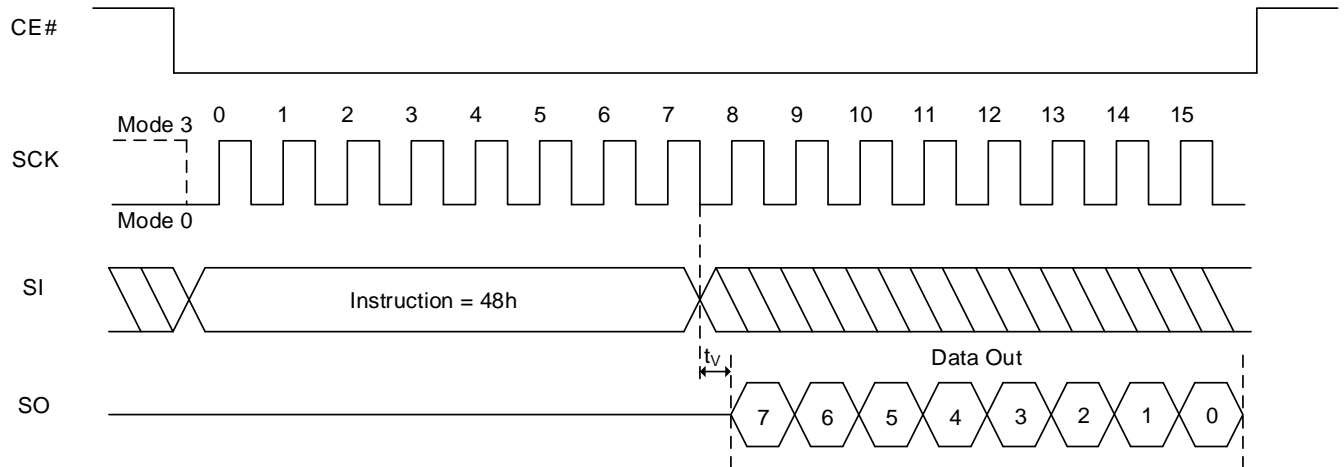 CE#
0 1 2 3 4 5 6 7 8 9 10 11 12 13 14 15
Mode 3
SCK
Mode 0
SI
Instruction = 48h
tV
Data Out
SO
7 6 5 4 3 2 1 0